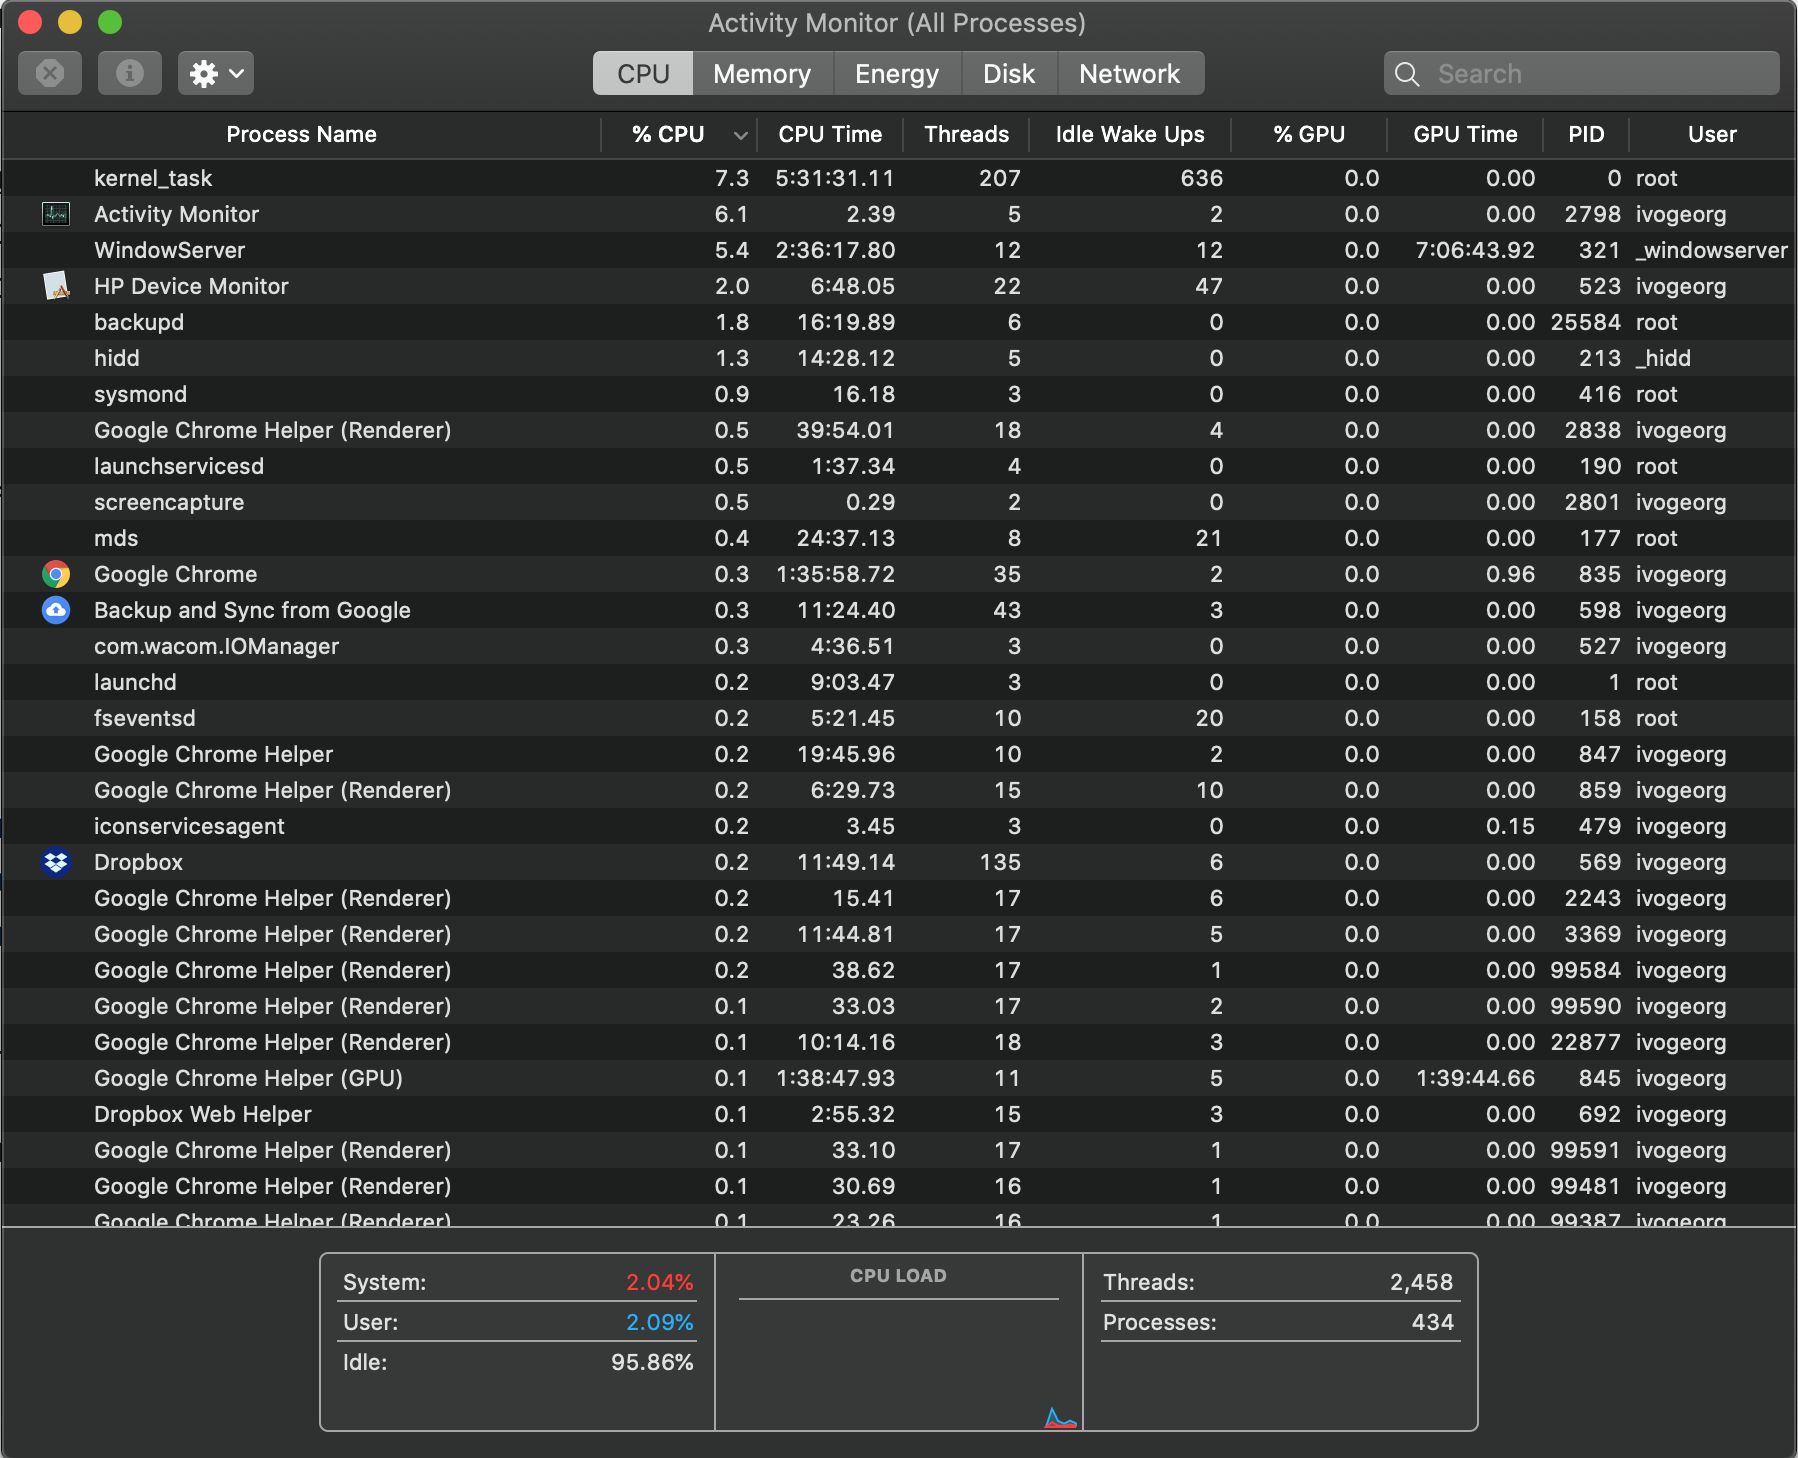 Activity Monitor (All Processes)
CPU Memory Energy Disk Network Search
Process Name % CPU CPU Time Threads Idle Wake Ups % GPU GPU Time PID User
kernel_task 7.3 5:31:31.11 207 636 0.0 0.00 0 root
Activity Monitor 6.1 2.39 5 2 0.0 0.00 2798 ivogeorg
WindowServer 5.4 2:36:17.80 12 12 0.0 7:06:43.92 321 _windowserver
HP Device Monitor 2.0 6:48.05 22 47 0.0 0.00 523 ivogeorg
backupd 1.8 16:19.89 6 0 0.0 0.00 25584 root
hidd 1.3 14:28.12 5 0 0.0 0.00 213 _hidd
sysmond 0.9 16.18 3 0 0.0 0.00 416 root
Google Chrome Helper (Renderer) 0.5 39:54.01 18 4 0.0 0.00 2838 ivogeorg
launchservicesd 0.5 1:37.34 4 0 0.0 0.00 190 root
screencapture 0.5 0.29 2 0 0.0 0.00 2801 ivogeorg
mds 0.4 24:37.13 8 21 0.0 0.00 177 root
Google Chrome 0.3 1:35:58.72 35 2 0.0 0.96 835 ivogeorg
Backup and Sync from Google 0.3 11:24.40 43 3 0.0 0.00 598 ivogeorg
com.wacom.IOManager 0.3 4:36.51 3 0 0.0 0.00 527 ivogeorg
launchd 0.2 9:03.47 3 0 0.0 0.00 1 root
fseventsd 0.2 5:21.45 10 20 0.0 0.00 158 root
Google Chrome Helper 0.2 19:45.96 10 2 0.0 0.00 847 ivogeorg
Google Chrome Helper (Renderer) 0.2 6:29.73 15 10 0.0 0.00 859 ivogeorg
iconservicesagent 0.2 3.45 3 0 0.0 0.15 479 ivogeorg
Dropbox 0.2 11:49.14 135 6 0.0 0.00 569 ivogeorg
Google Chrome Helper (Renderer) 0.2 15.41 17 6 0.0 0.00 2243 ivogeorg
Google Chrome Helper (Renderer) 0.2 11:44.81 17 5 0.0 0.00 3369 ivogeorg
Google Chrome Helper (Renderer) 0.2 38.62 17 1 0.0 0.00 99584 ivogeorg
Google Chrome Helper (Renderer) 0.1 33.03 17 2 0.0 0.00 99590 ivogeorg
Google Chrome Helper (Renderer) 0.1 10:14.16 18 3 0.0 0.00 22877 ivogeorg
Google Chrome Helper (GPU) 0.1 1:38:47.93 11 5 0.0 1:39:44.66 845 ivogeorg
Dropbox Web Helper 0.1 2:55.32 15 3 0.0 0.00 692 ivogeorg
Google Chrome Helper (Renderer) 0.1 33.10 17 1 0.0 0.00 99591 ivogeorg
Google Chrome Helper (Renderer) 0.1 30.69 16 1 0.0 0.00 99481 ivogeorg
Google Chrome Helper (Renderer) 0.1 23.26 16 1 0.0 0.00 99387 ivogeorg
System: 2.04% CPU LOAD Threads: 2,458
User: 2.09% Processes: 434
Idle: 95.86%